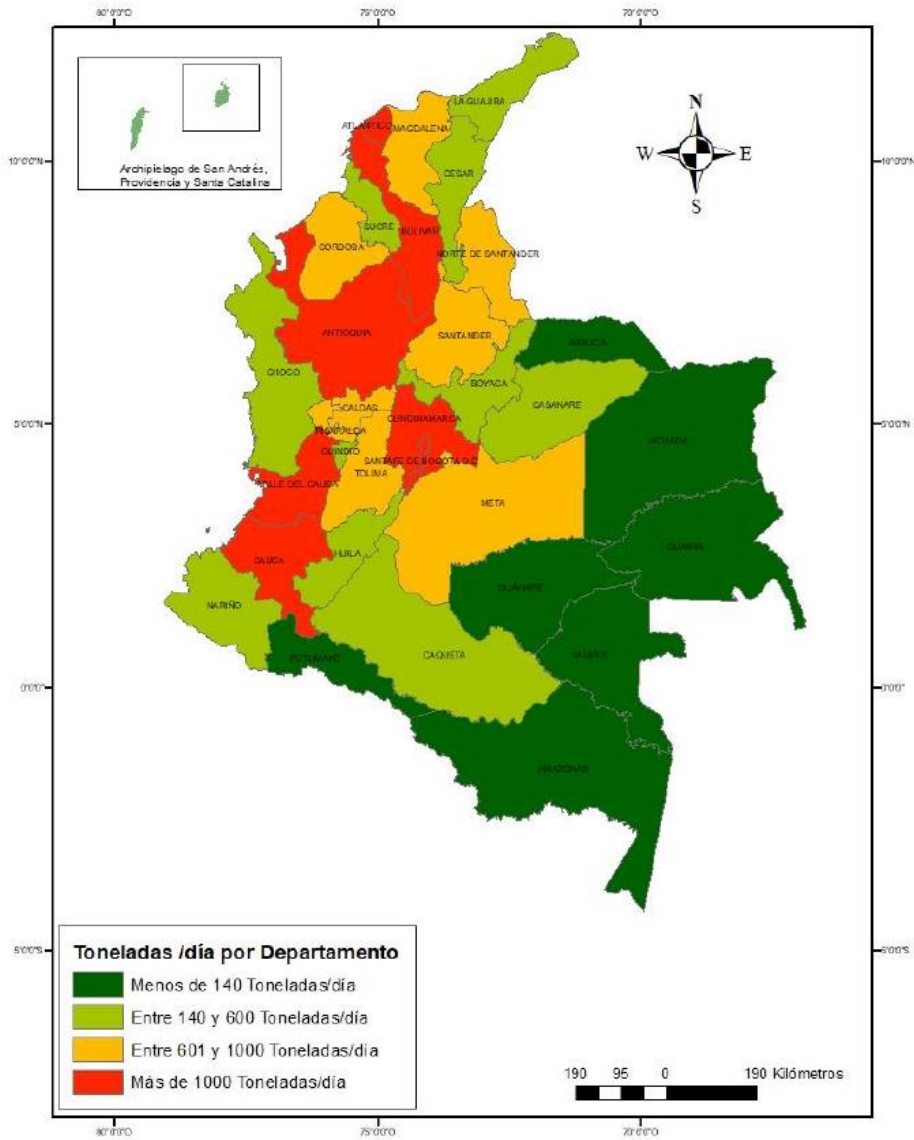 80°0'0"O 75°0'0"O 70°0'0"O
Archipielago de San Andrés,
Providencia y Santa Catalina
N
W E
S
10°0'0"N 10°0'0"N
LA GUAJIRA
ATLANTICO
MAGDALENA
CESAR
SUCRE
BOLIVAR
CORDOBA
NORTE DE SANTANDER
ANTIOQUIA
SANTANDER
ARAUCA
CHOCO
BOYACA
CASANARE
CALDAS
CUNDINAMARCA
5°0'0"N 5°0'0"N
RISARALDA
VICHADA
QUINDIO
SANTAFE DE BOGOTA D.C
TOLIMA
VALLE DEL CAUCA
META
GUAINIA
HUILA
CAUCA
GUAVIARE
NARIÑO
CAQUETA
VAUPES
PUTUMAYO
0°0'0" 0°0'0"
AMAZONAS
5°0'0"S 5°0'0"S
Toneladas /día por Departamento
Menos de 140 Toneladas/día
Entre 140 y 600 Toneladas/día
Entre 601 y 1000 Toneladas/día
Más de 1000 Toneladas/día
190 95 0 190 Kilómetros
80°0'0"O 75°0'0"O 70°0'0"O